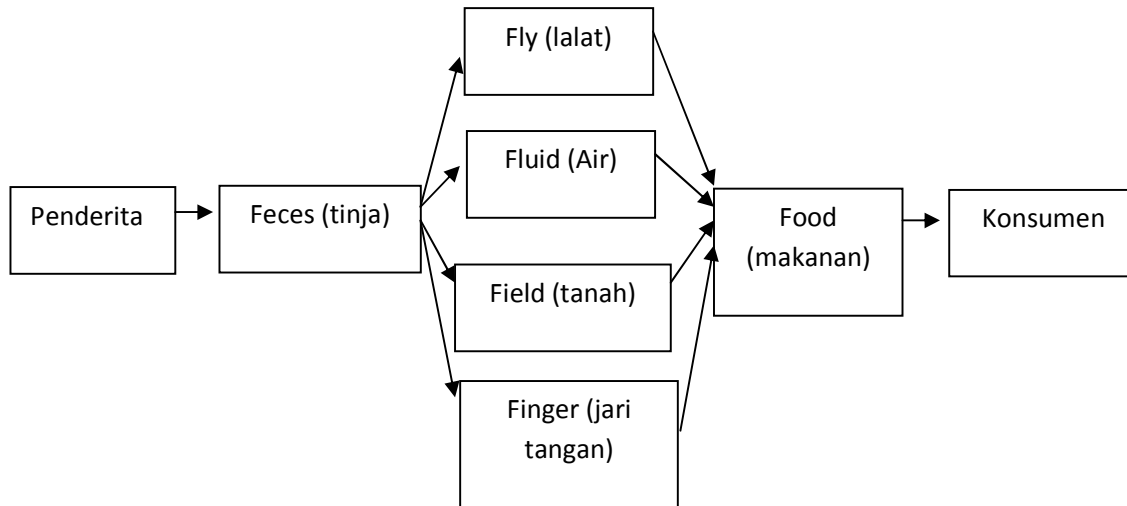 Fly (lalat)
Fluid (Air)
Penderita
Feces (tinja)
Field (tanah)
Finger (jari
tangan)
Food
(makanan)
Konsumen